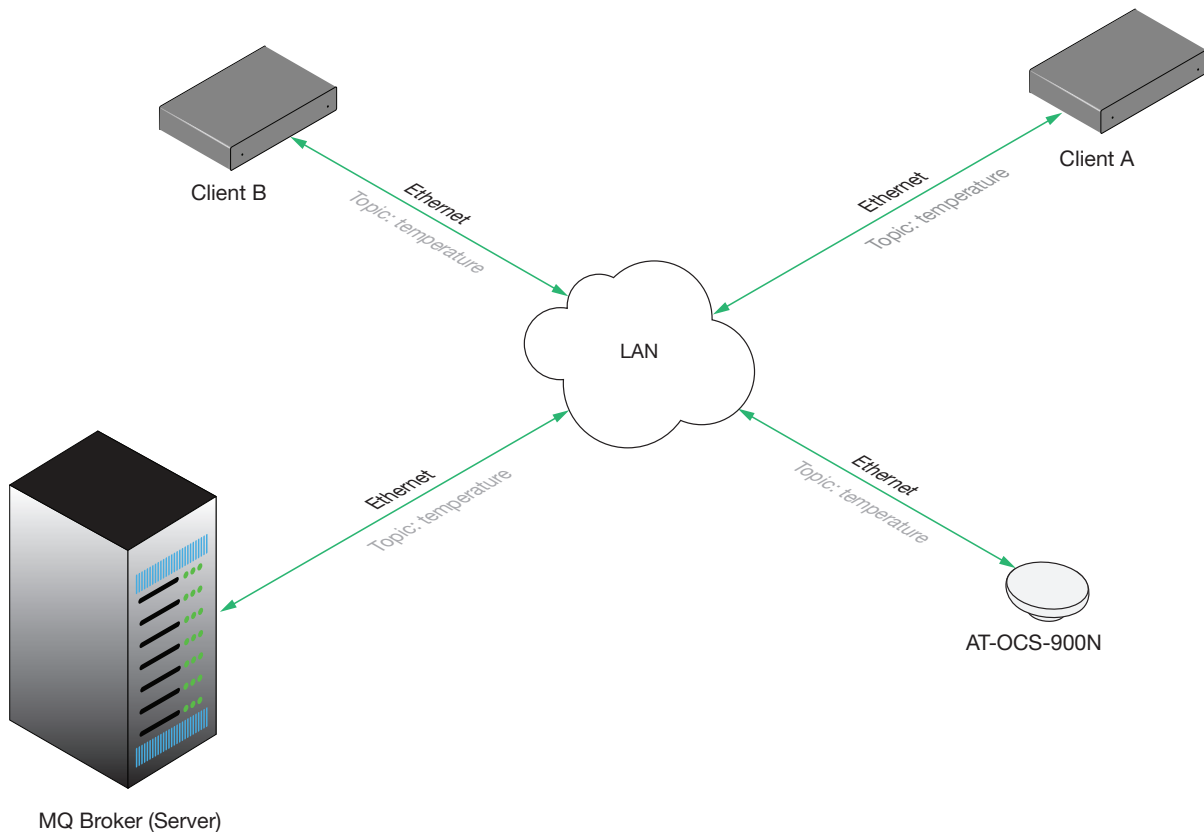 Client B
Client A
Ethernet
Topic: temperature
Ethernet
Topic: temperature
LAN
Ethernet
Topic: temperature
Ethernet
Topic: temperature
AT-OCS-900N
MQ Broker (Server)